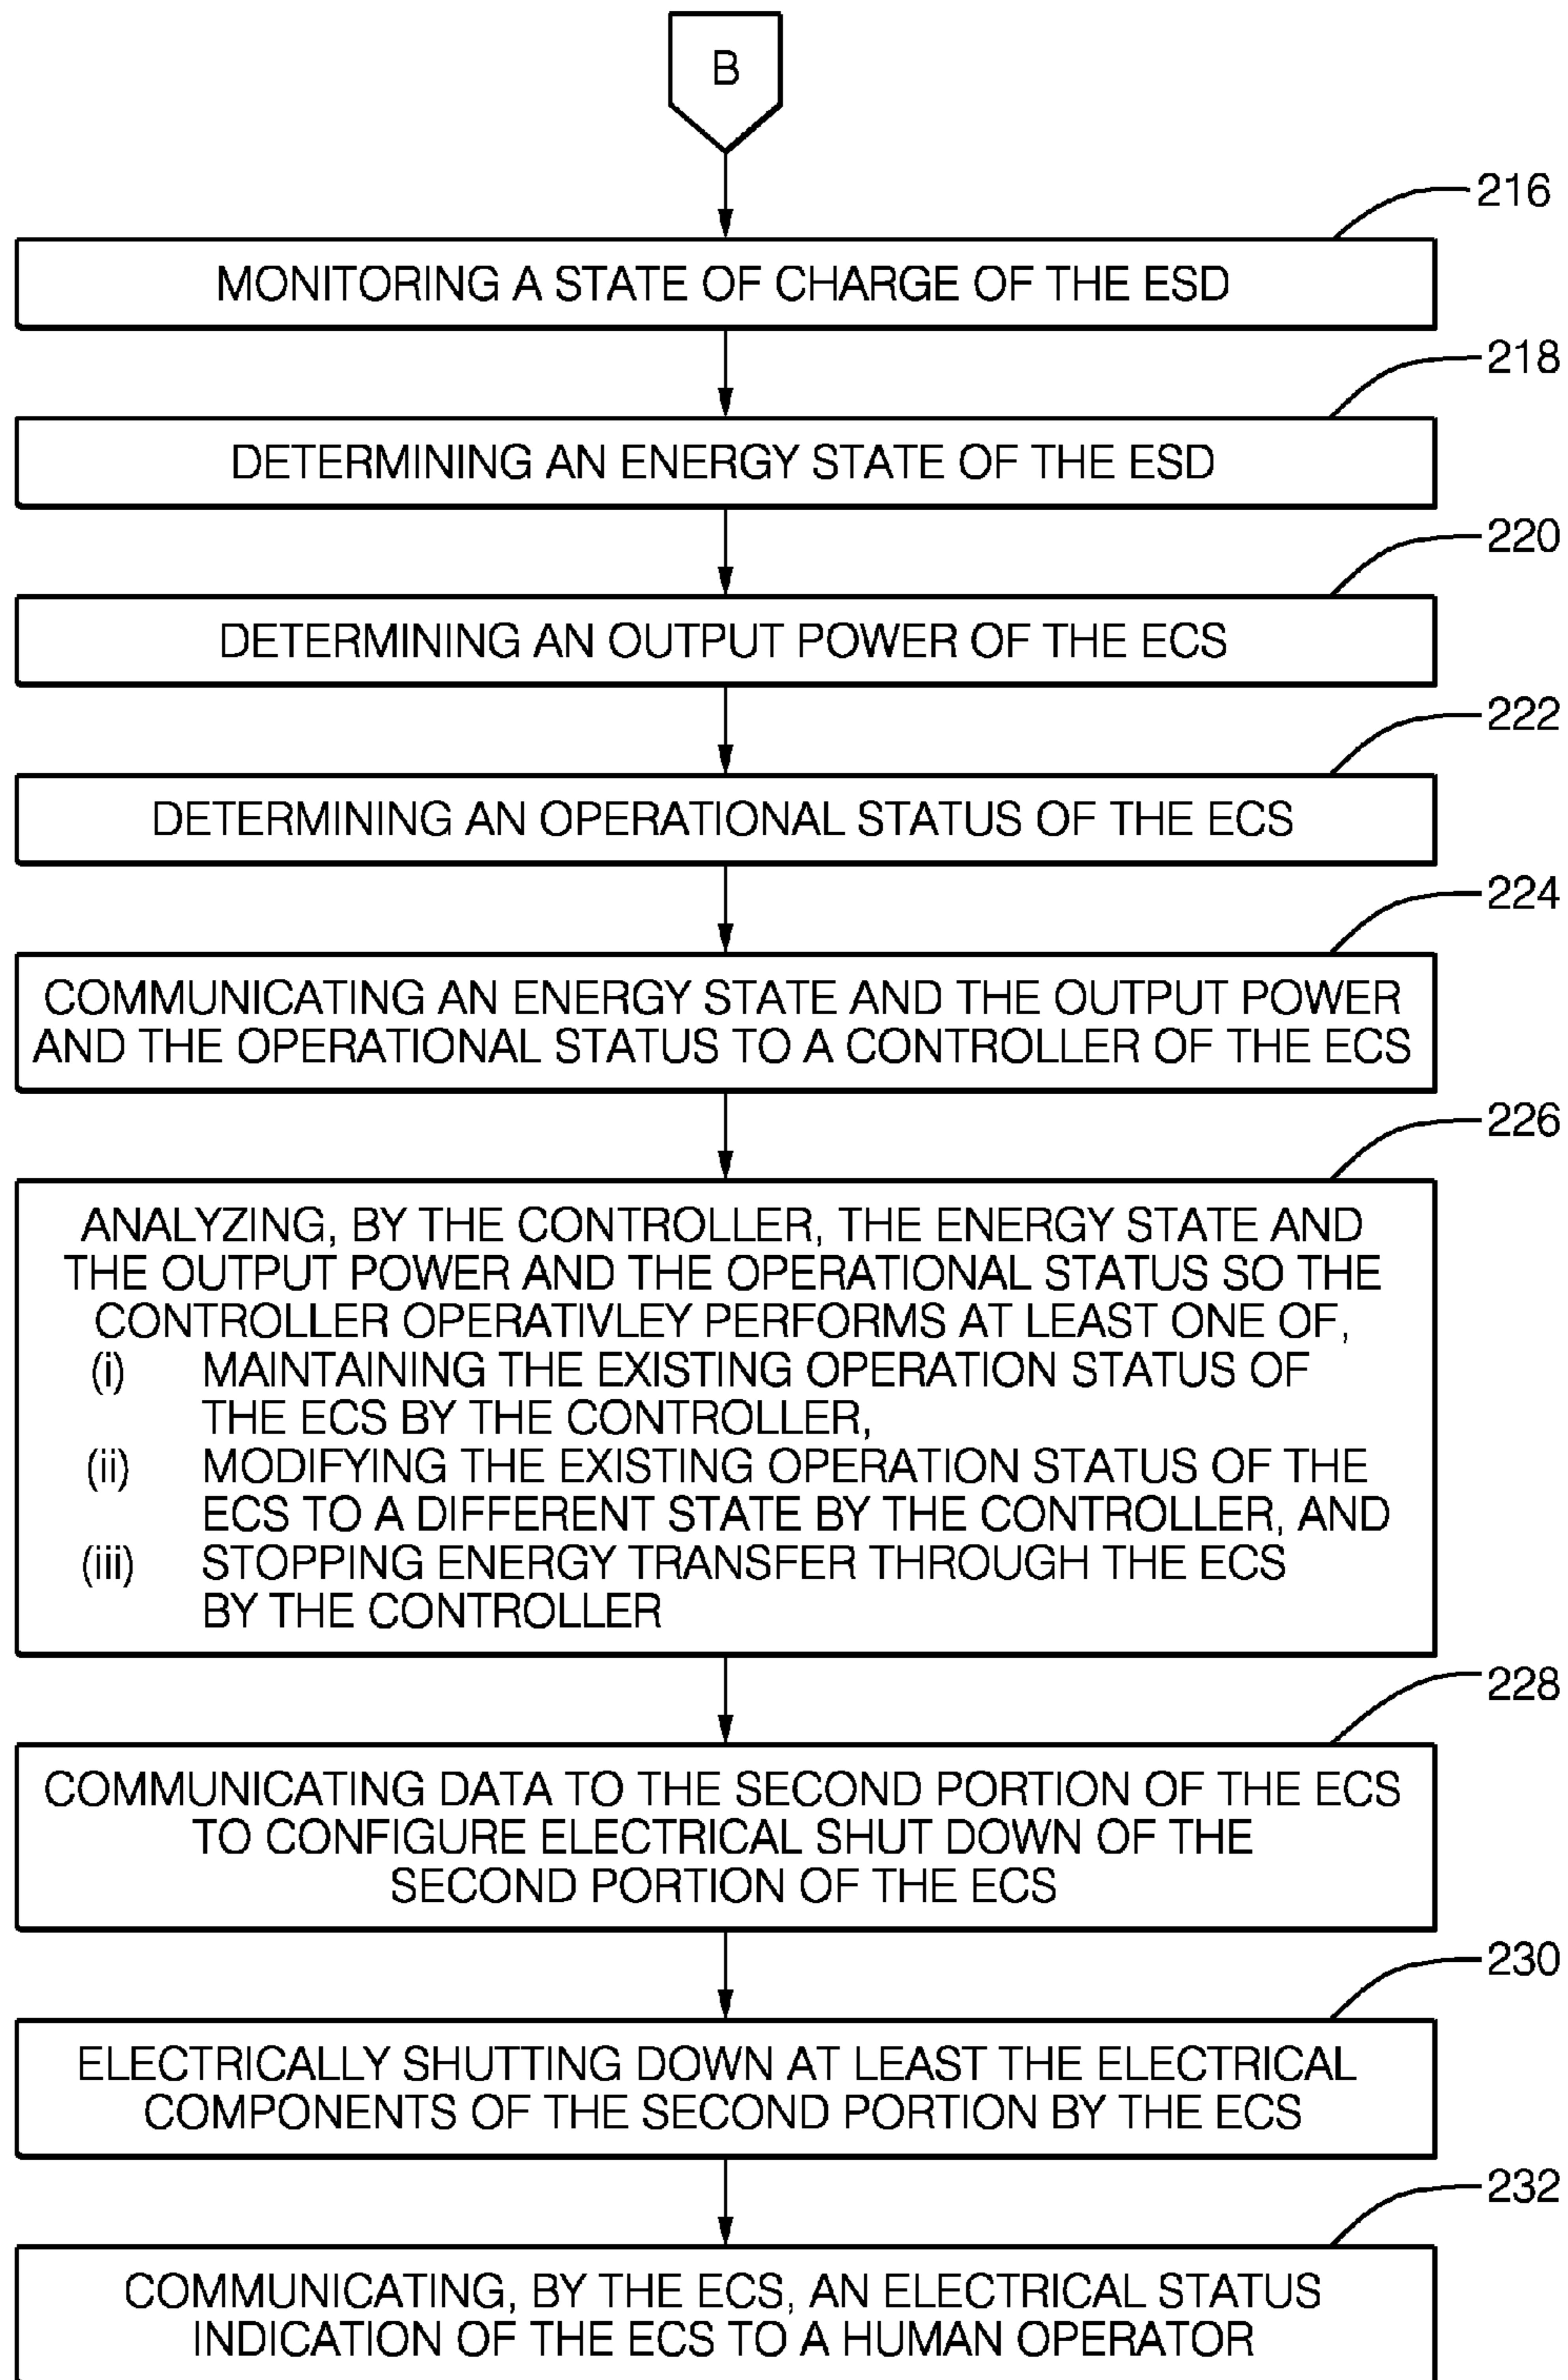 B
216
MONITORING A STATE OF CHARGE OF THE ESD
218
DETERMINING AN ENERGY STATE OF THE ESD
220
DETERMINING AN OUTPUT POWER OF THE ECS
222
DETERMINING AN OPERATIONAL STATUS OF THE ECS
224
COMMUNICATING AN ENERGY STATE AND THE OUTPUT POWER
AND THE OPERATIONAL STATUS TO A CONTROLLER OF THE ECS
226
ANALYZING, BY THE CONTROLLER, THE ENERGY STATE AND
THE OUTPUT POWER AND THE OPERATIONAL STATUS SO THE
CONTROLLER OPERATIVLEY PERFORMS AT LEAST ONE OF,
(i) MAINTAINING THE EXISTING OPERATION STATUS OF
THE ECS BY THE CONTROLLER,
(ii) MODIFYING THE EXISTING OPERATION STATUS OF THE
ECS TO A DIFFERENT STATE BY THE CONTROLLER, AND
(iii) STOPPING ENERGY TRANSFER THROUGH THE ECS
BY THE CONTROLLER
228
COMMUNICATING DATA TO THE SECOND PORTION OF THE ECS
TO CONFIGURE ELECTRICAL SHUT DOWN OF THE
SECOND PORTION OF THE ECS
230
ELECTRICALLY SHUTTING DOWN AT LEAST THE ELECTRICAL
COMPONENTS OF THE SECOND PORTION BY THE ECS
232
COMMUNICATING, BY THE ECS, AN ELECTRICAL STATUS
INDICATION OF THE ECS TO A HUMAN OPERATOR